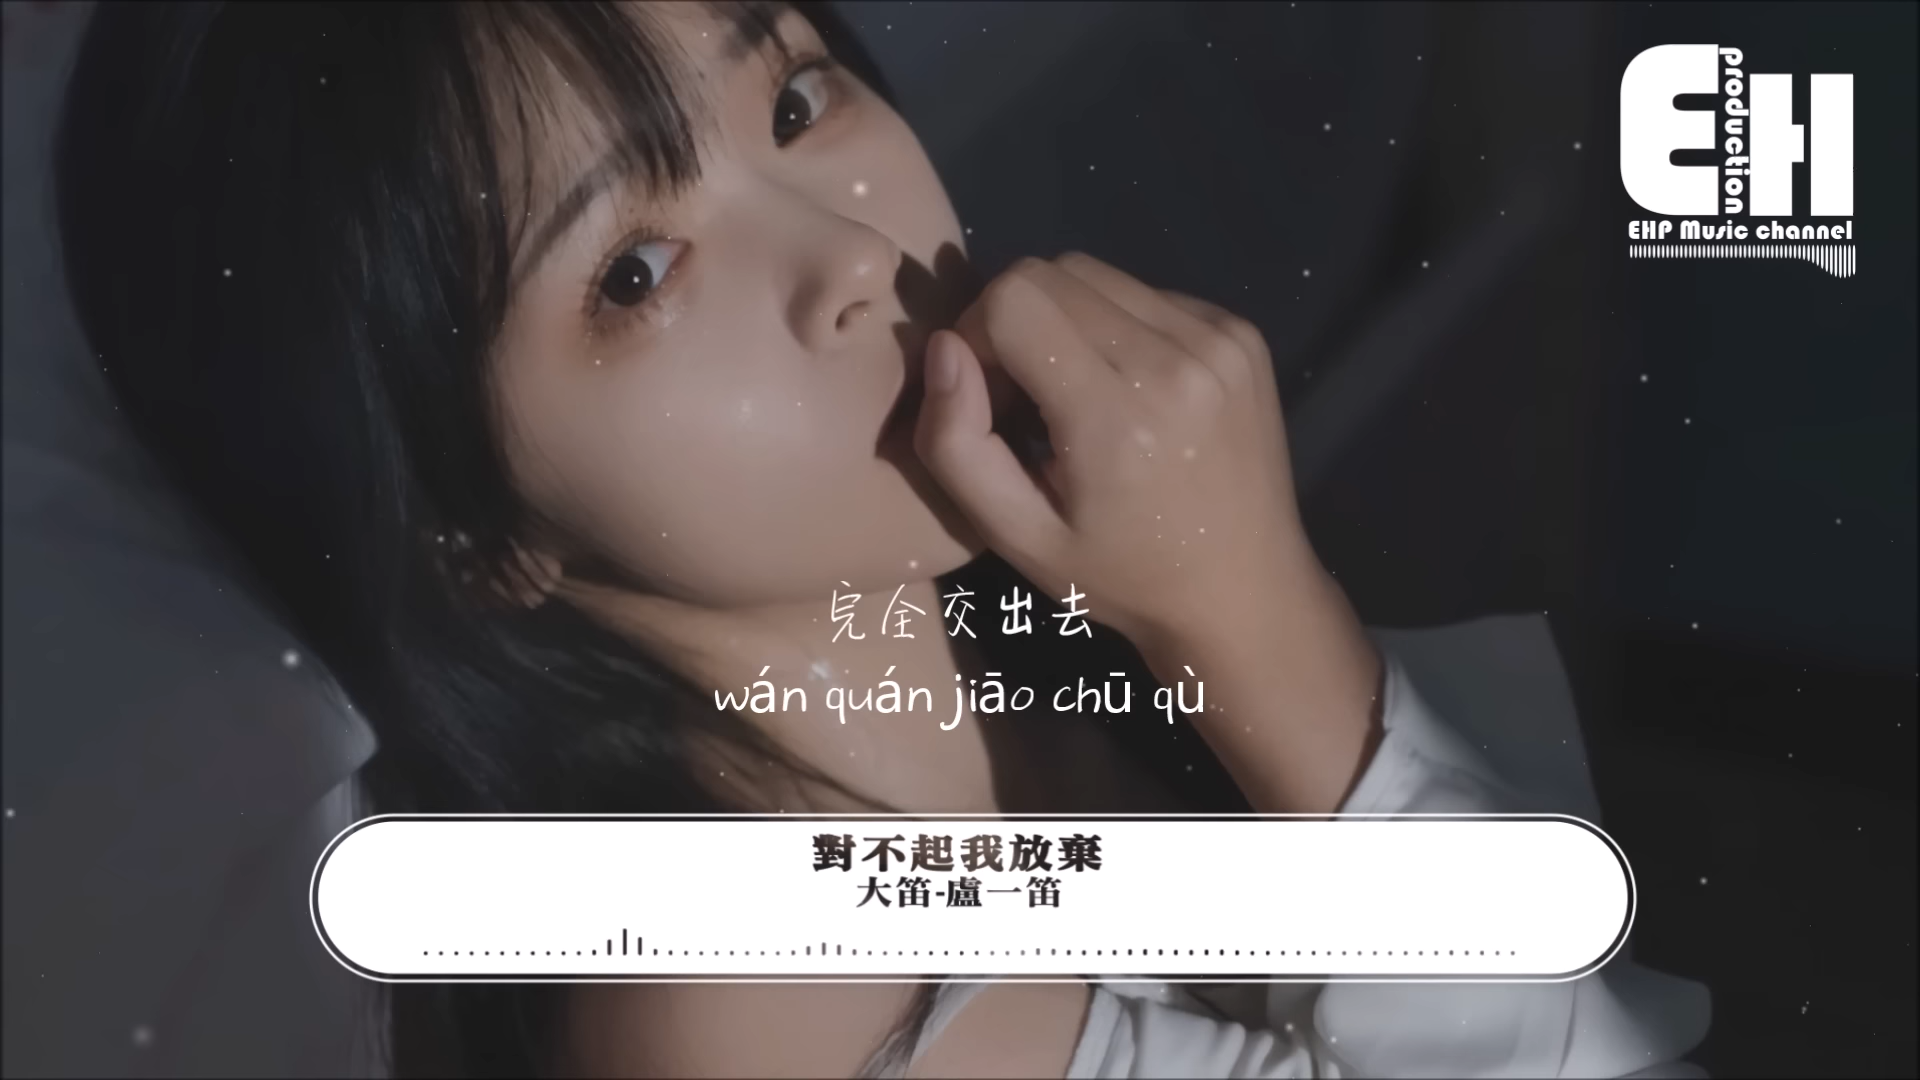 EH
production
EHP Music channel
完全交出去
wán quán jiāo chū qù
對不起我放棄
大笛-盧一笛